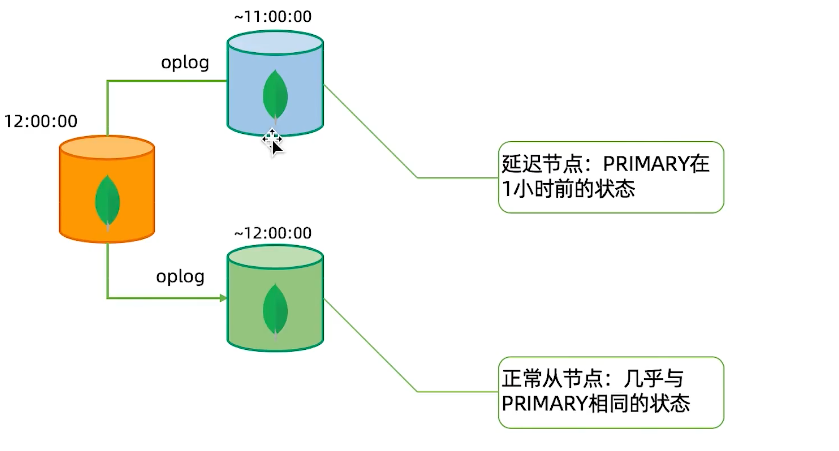 ~11:00:00
oplog
12:00:00
延迟节点：PRIMARY在
1小时前的状态
~12:00:00
oplog
正常从节点：几乎与
PRIMARY相同的状态